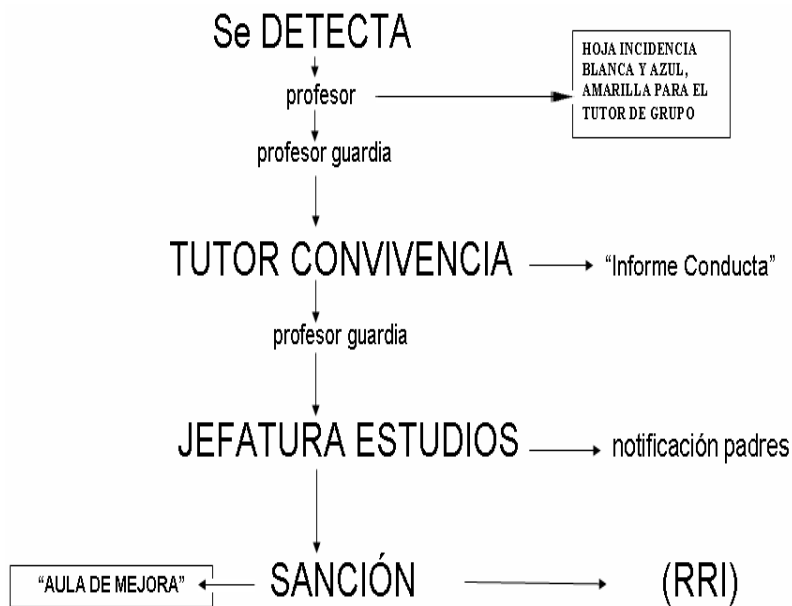 Se DETECTA
profesor
HOJA INCIDENCIA
BLANCA Y AZUL,
AMARILLA PARA EL
TUTOR DE GRUPO
profesor guardia
TUTOR CONVIVENCIA
“Informe Conducta”
profesor guardia
JEFATURA ESTUDIOS
notificación padres
“AULA DE MEJORA”
SANCIÓN
(RRI)